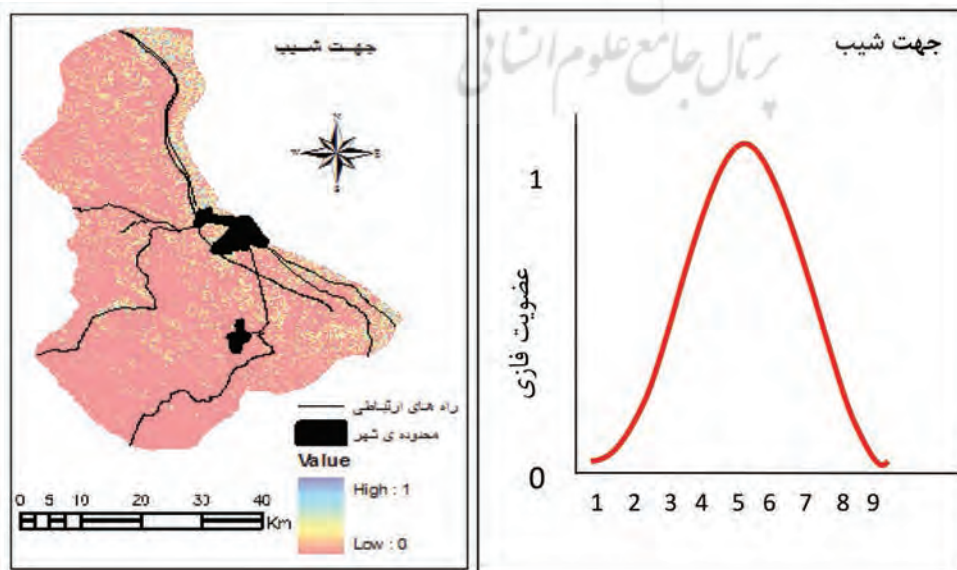 جهت شیب
N
W E
S
راه های ارتباطی
محدوده ی شهر
Value
High : 1
Low : 0
0 5 10 20 30 40
Km
پرتال جامع علوم انسانی
جهت شیب
عضویت فازی
1
0
1 2 3 4 5 6 7 8 9